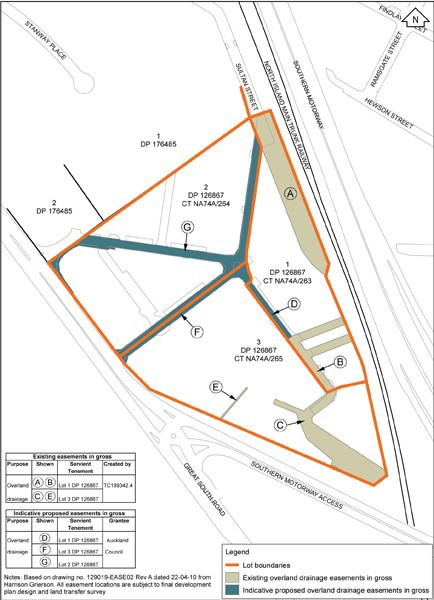 STANWAY PLACE
FINDLAY STREET
N
RAMSGATE STREET
HEWSON STREET
SULTAN STREET
NORTH ISLAND MAIN TRUNK RAILWAY
SOUTHERN MOTORWAY
1
DP 176485
2
DP 176485
2
DP 126867
CT NA74A/264
A
G
1
DP 126867
CT NA74A/263
D
F
3
DP 126867
CT NA74A/265
B
E
C
GREAT SOUTH ROAD
SOUTHERN MOTORWAY ACCESS
Existing easements in gross
Purpose Shown Servient Tenement Created by
Overland drainage
A B Lot 1 DP 126867 TC199342.4
C E Lot 3 DP 126867
Indicative proposed easements in gross
Purpose Shown Servient Tenement Grantee
Overland drainage
D Lot 1 DP 126867 Auckland Council
F Lot 3 DP 126867
G Lot 2 DP 126867
Notes: Based on drawing no. 129019-EASE02 Rev A dated 22-04-10 from
Harrison Grierson. All easement locations are subject to final development
plan design and land transfer survey
Legend
Lot boundaries
Existing overland drainage easements in gross
Indicative proposed overland drainage easements in gross